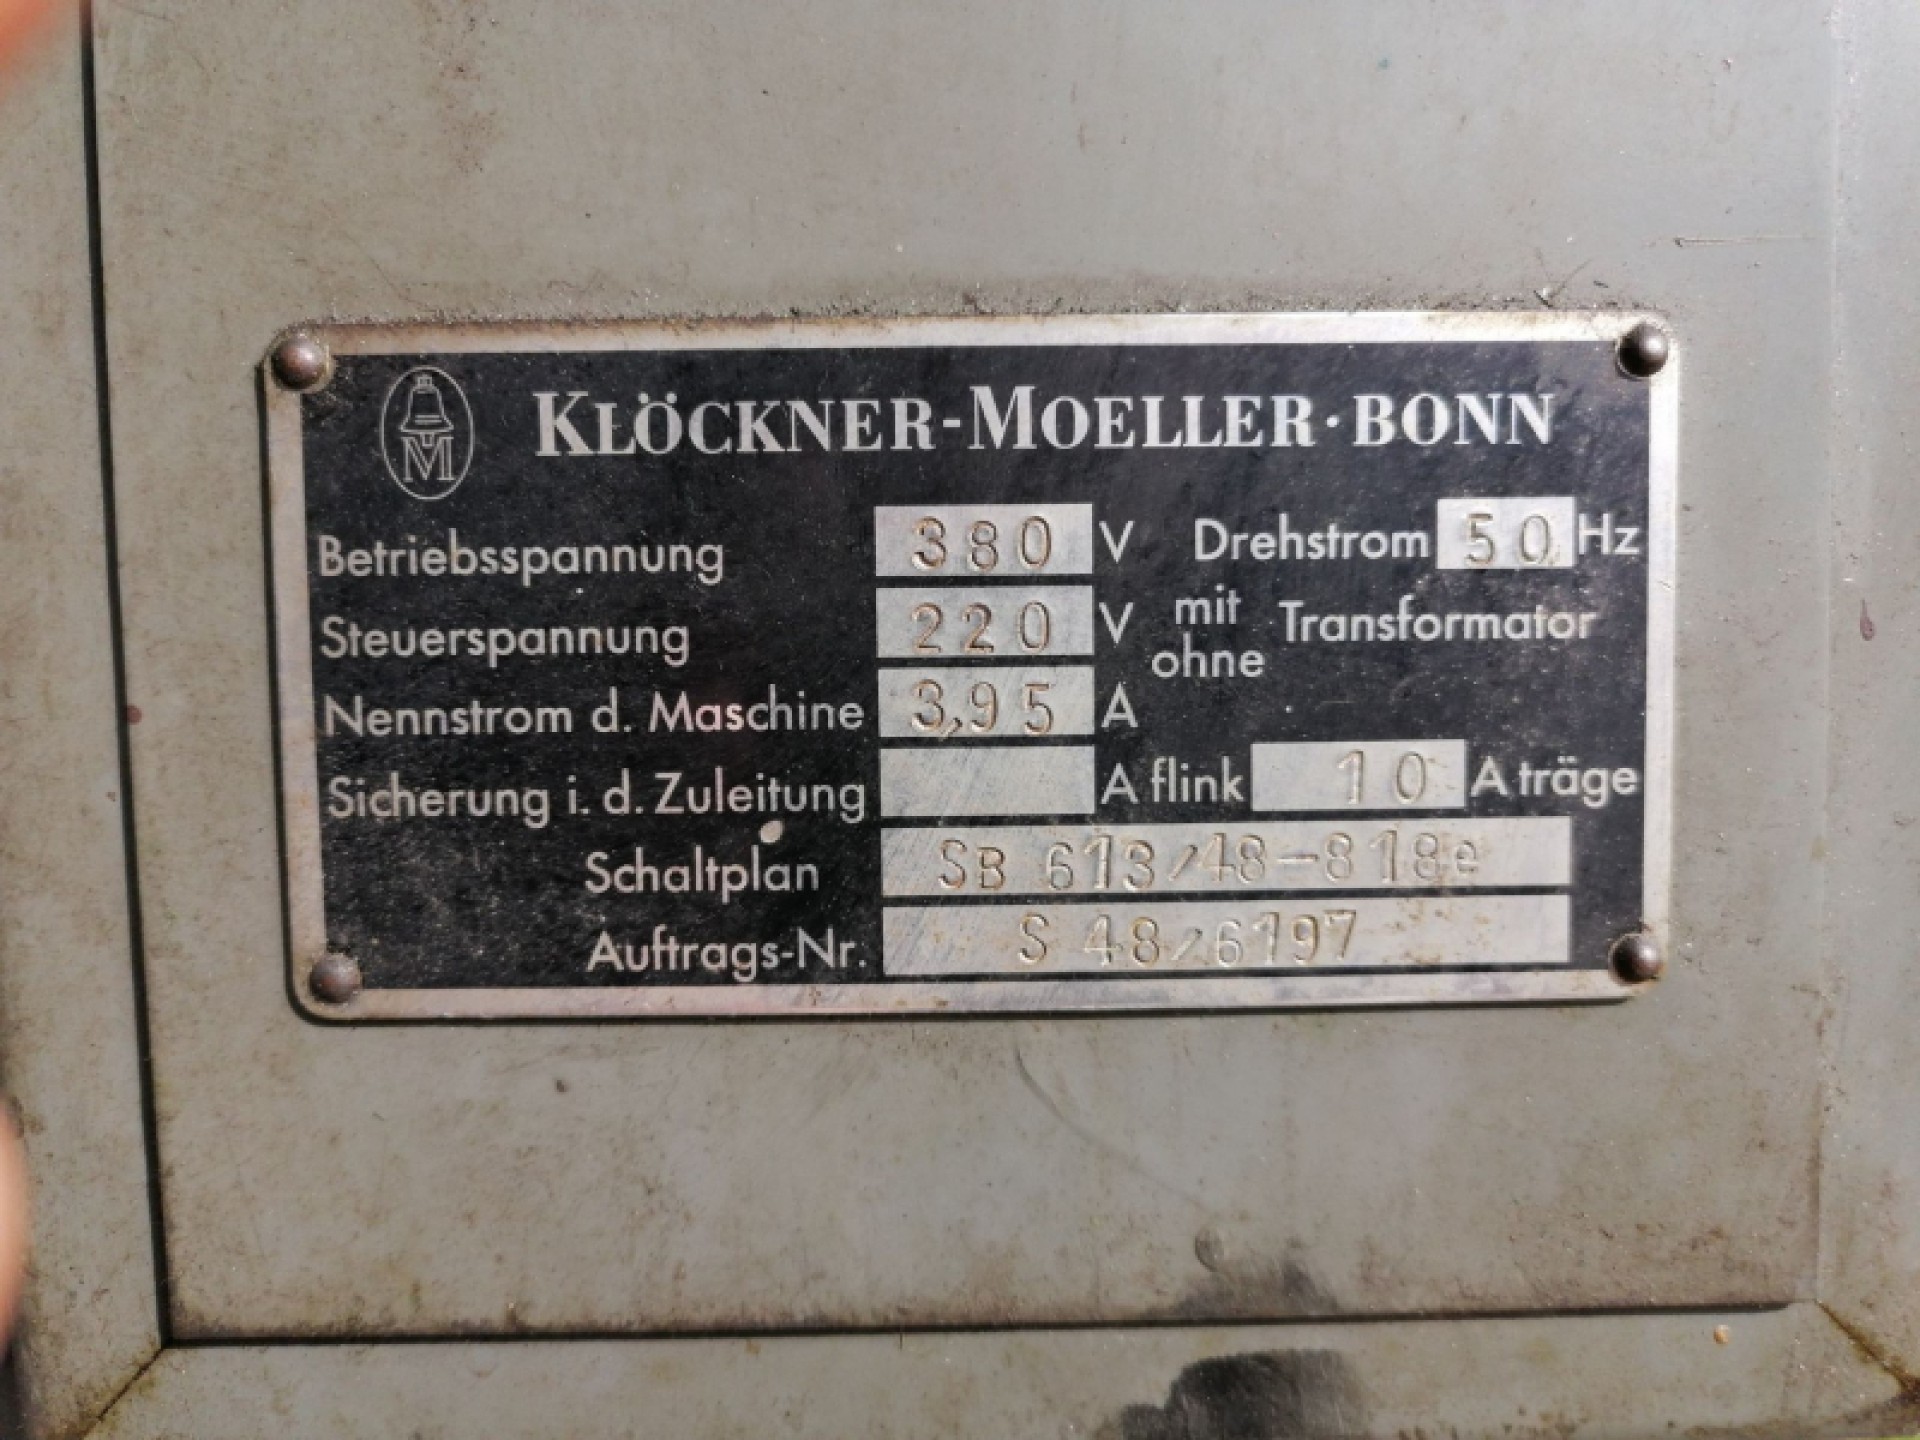 M
KLÖCKNER-MOELLER·BONN
Betriebsspannung 380 V Drehstrom 50 Hz
Steuerspannung 220 V mit ohne Transformator
Nennstrom d. Maschine 3,95 A
Sicherung i. d. Zuleitung A flink 10 A träge
Schaltplan SB 613/48-818e
Auftrags-Nr. S 48/6197